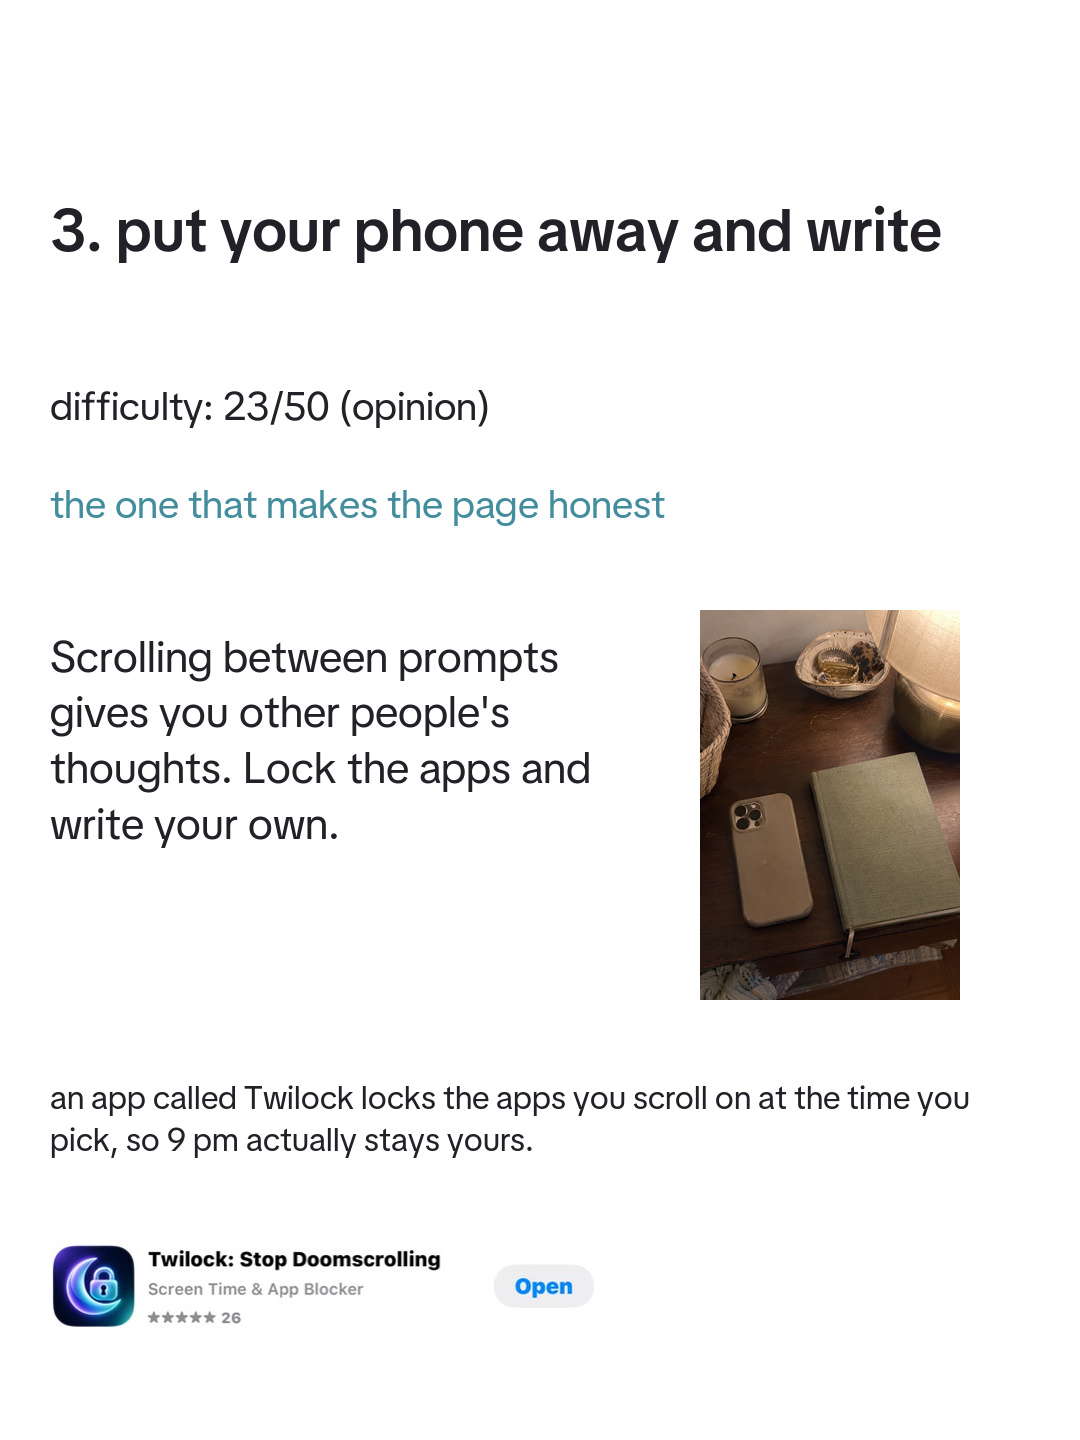 3. put your phone away and write
difficulty: 23/50 (opinion)
the one that makes the page honest
Scrolling between prompts
gives you other people's
thoughts. Lock the apps and
write your own.
an app called Twilock locks the apps you scroll on at the time you
pick, so 9 pm actually stays yours.
Twilock: Stop Doomscrolling
Screen Time & App Blocker
★★★★★ 26
Open